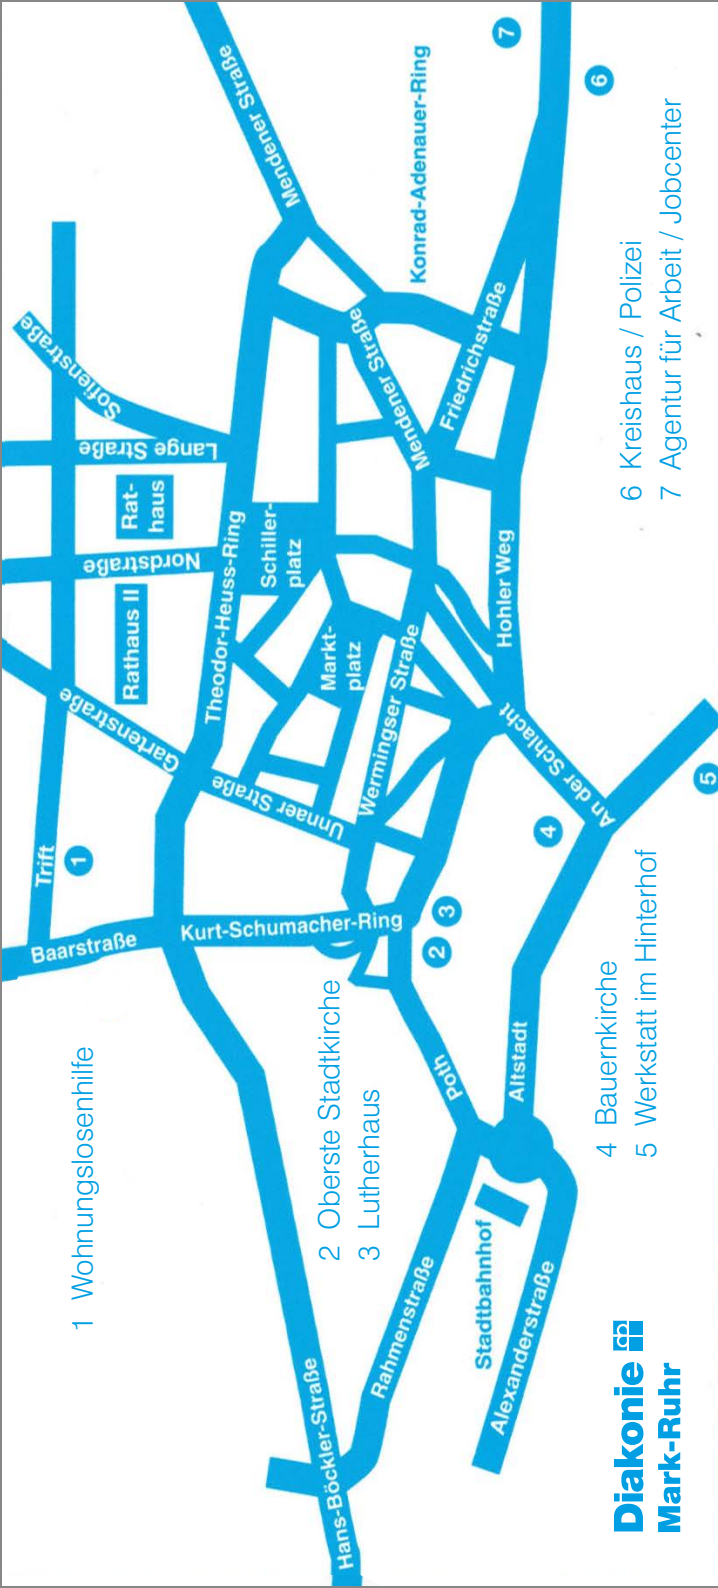 Mendener Straße
Konrad-Adenauer-Ring
7
6
Sofienstraße
Lange Straße
Rat-
haus
Nordstraße
Rathaus II
Gartenstraße
Trift
1
Baarstraße
Theodor-Heuss-Ring
Schiller-
platz
Markt-
platz
Mendener Straße
Friedrichstraße
Hohler Weg
Wermingser Straße
Unnaer Straße
An der Schlacht
4
5
3
2
Kurt-Schumacher-Ring
Poth
Altstadt
Stadtbahnhof
Rahmenstraße
Alexanderstraße
Hans-Böckler-Straße
1 Wohnungslosenhilfe
2 Oberste Stadtkirche
3 Lutherhaus
4 Bauernkirche
5 Werkstatt im Hinterhof
6 Kreishaus / Polizei
7 Agentur für Arbeit / Jobcenter
Diakonie
Mark-Ruhr